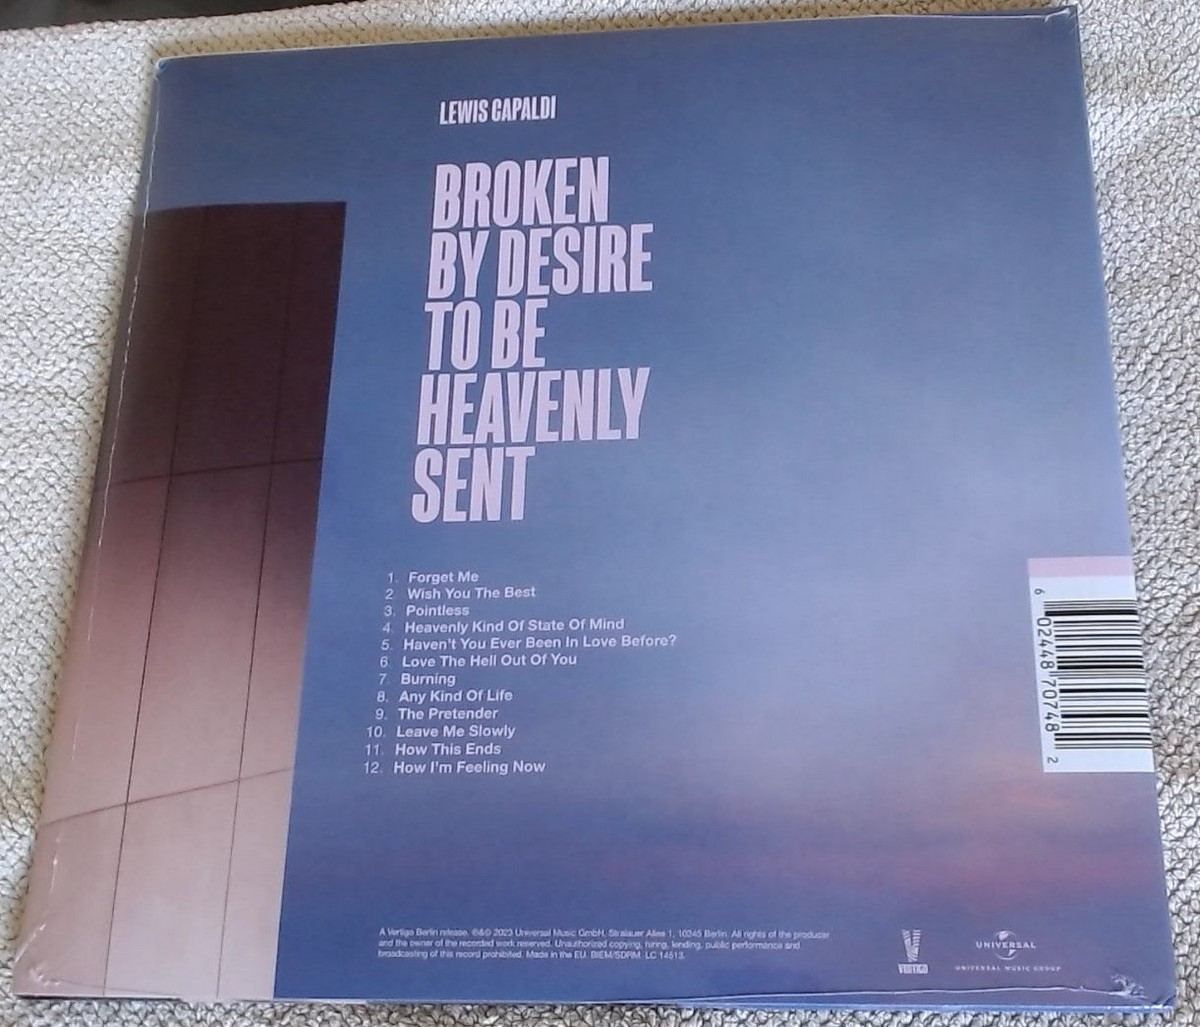 LEWIS CAPALDI
BROKEN
BY DESIRE
TO BE
HEAVENLY
SENT
1. Forget Me
2. Wish You The Best
3. Pointless
4. Heavenly Kind Of State Of Mind
5. Haven't You Ever Been In Love Before?
6. Love The Hell Out Of You
7. Burning
8. Any Kind Of Life
9. The Pretender
10. Leave Me Slowly
11. How This Ends
12. How I'm Feeling Now
6 02448 70748 2
A Vertigo Berlin release. ℗&© 2023 Universal Music GmbH, Stralauer Allee 1, 10245 Berlin. All rights of the producer
and the owner of the recorded work reserved. Unauthorized copying, hiring, lending, public performance and
broadcasting of this record prohibited. Made in the EU. BIEM/SDRM. LC 14513.
VERTIGO
UNIVERSAL
UNIVERSAL MUSIC GROUP